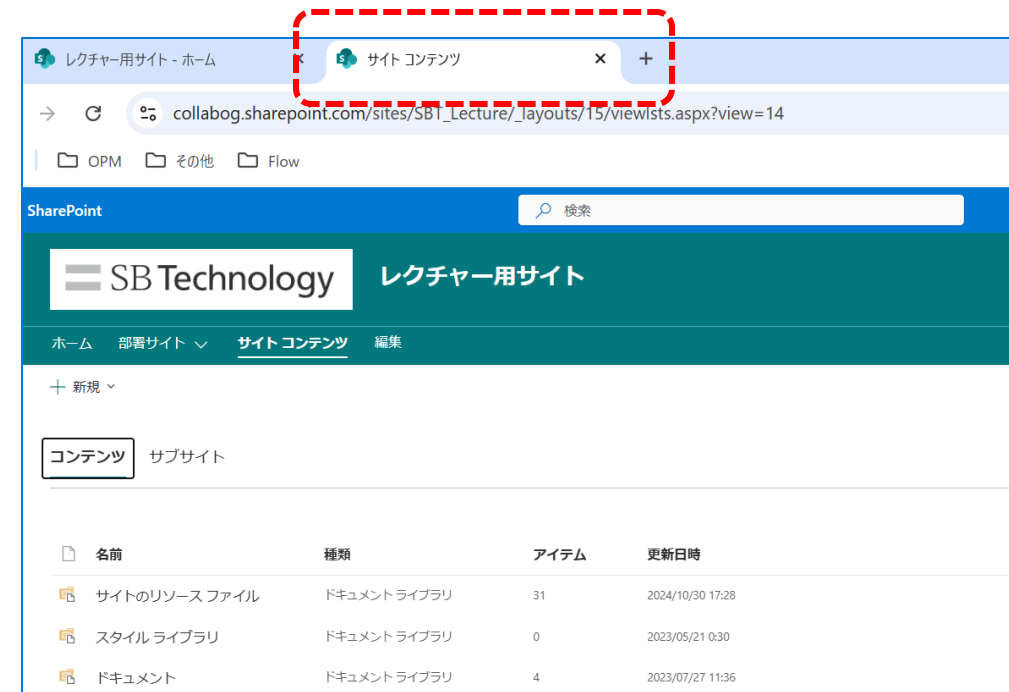 レクチャー用サイト - ホーム サイト コンテンツ
collabog.sharepoint.com/sites/SBT_Lecture/_layouts/15/viewlsts.aspx?view=14
OPM その他 Flow
SharePoint 検索
SB Technology レクチャー用サイト
ホーム 部署サイト サイト コンテンツ 編集
新規
コンテンツ サブサイト
名前 種類 アイテム 更新日時
サイトのリソース ファイル ドキュメント ライブラリ 31 2024/10/30 17:28
スタイル ライブラリ ドキュメント ライブラリ 0 2023/05/21 0:30
ドキュメント ドキュメント ライブラリ 4 2023/07/27 11:36